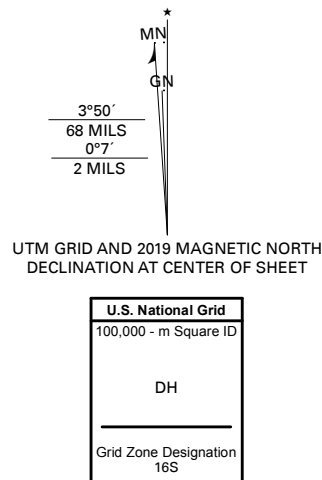 MN
GN
3°50´
68 MILS
0°7´
2 MILS
UTM GRID AND 2019 MAGNETIC NORTH
DECLINATION AT CENTER OF SHEET
U.S. National Grid
100,000 - m Square ID
DH
Grid Zone Designation
16S